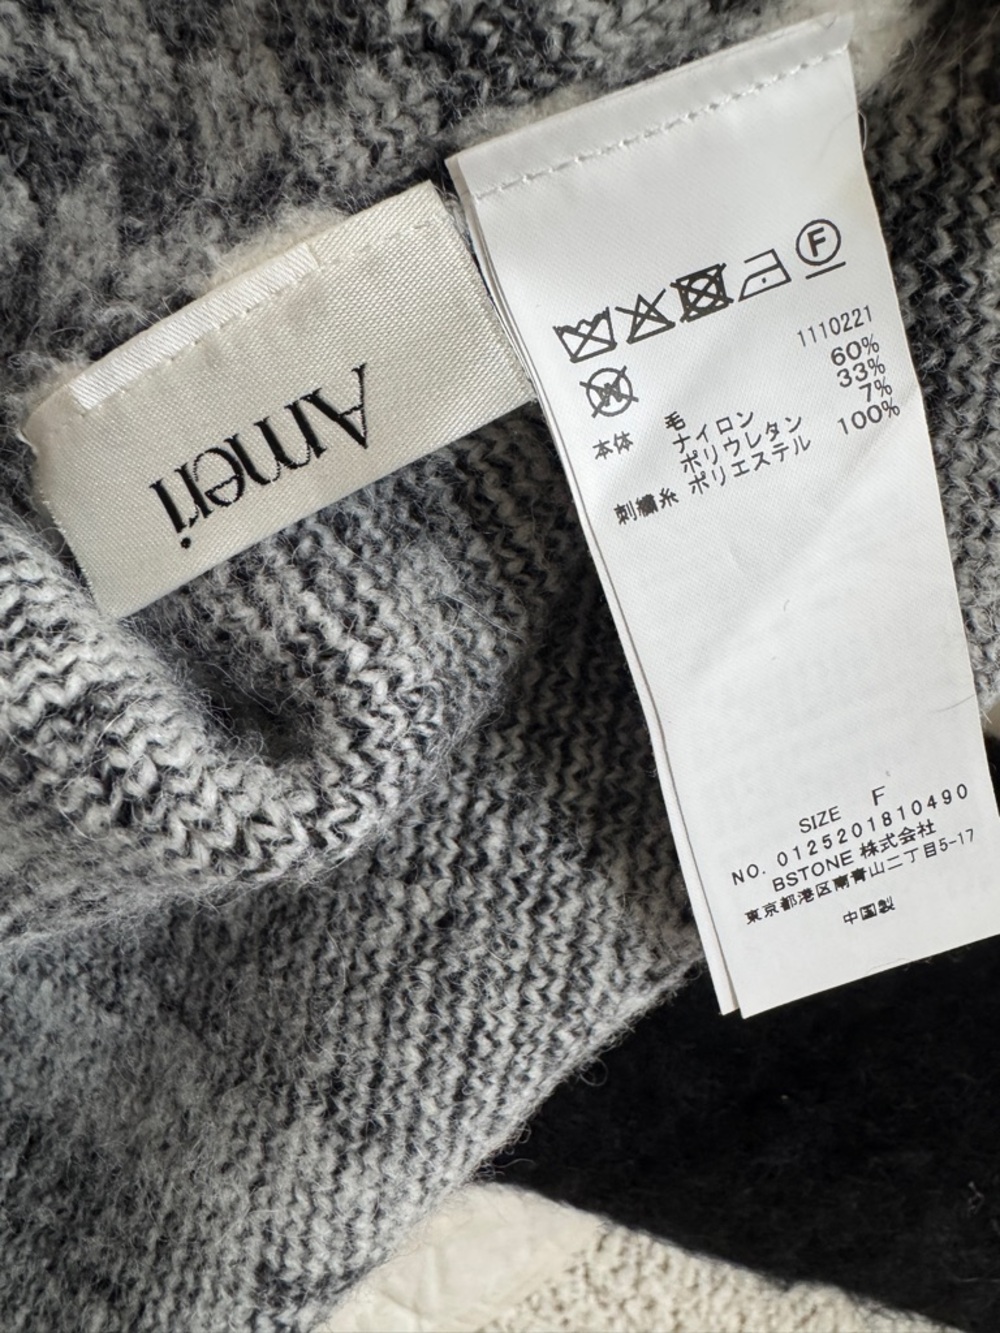 Ameri
F
W
1110221
本体 毛 60%
ナイロン 33%
ポリウレタン 7%
刺繍糸 ポリエステル 100%
SIZE F
NO. 0125201810490
BSTONE 株式会社
東京都港区南青山二丁目5-17
中国製